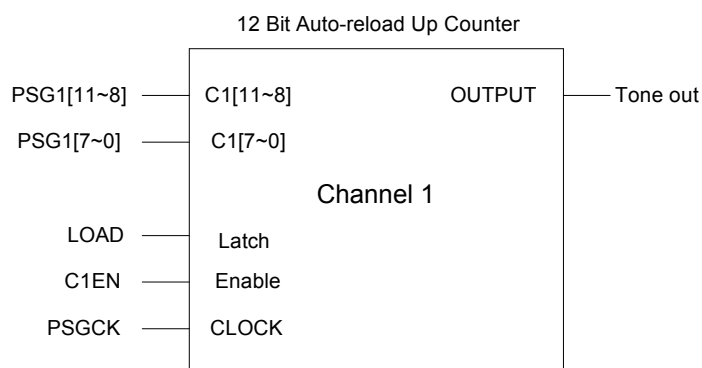 12 Bit Auto-reload Up Counter
PSG1[11~8] C1[11~8] OUTPUT Tone out
PSG1[7~0] C1[7~0]
Channel 1
LOAD Latch
C1EN Enable
PSGCK CLOCK